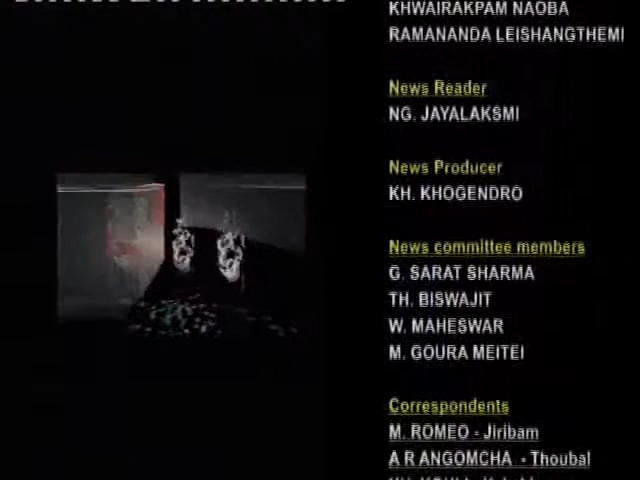 KHWAIRAKPAM NAOBA
RAMANANDA LEISHANGTHEMI
News Reader
NG. JAYALAKSMI
News Producer
KH. KHOGENDRO
News committee members
G. SARAT SHARMA
TH. BISWAJIT
W. MAHESWAR
M. GOURA MEITEI
Correspondents
M. ROMEO - Jiribam
A R ANGOMCHA - Thoubal